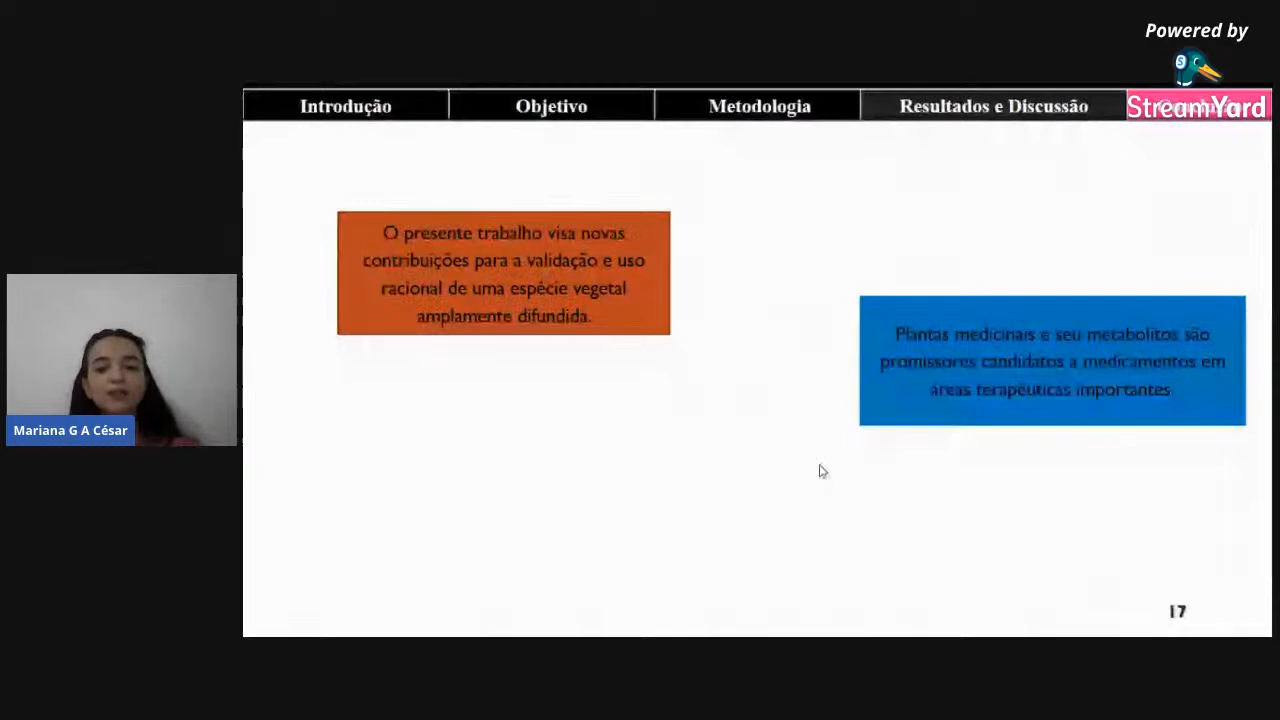 Powered by
StreamYard
Introdução
Objetivo
Metodologia
Resultados e Discussão
O presente trabalho visa novas
contribuições para a validação e uso
racional de uma espécie vegetal
amplamente difundida.
Plantas medicinais e seu metabolitos são
promissores candidatos a medicamentos em
áreas terapêuticas importantes
Mariana G A César
17